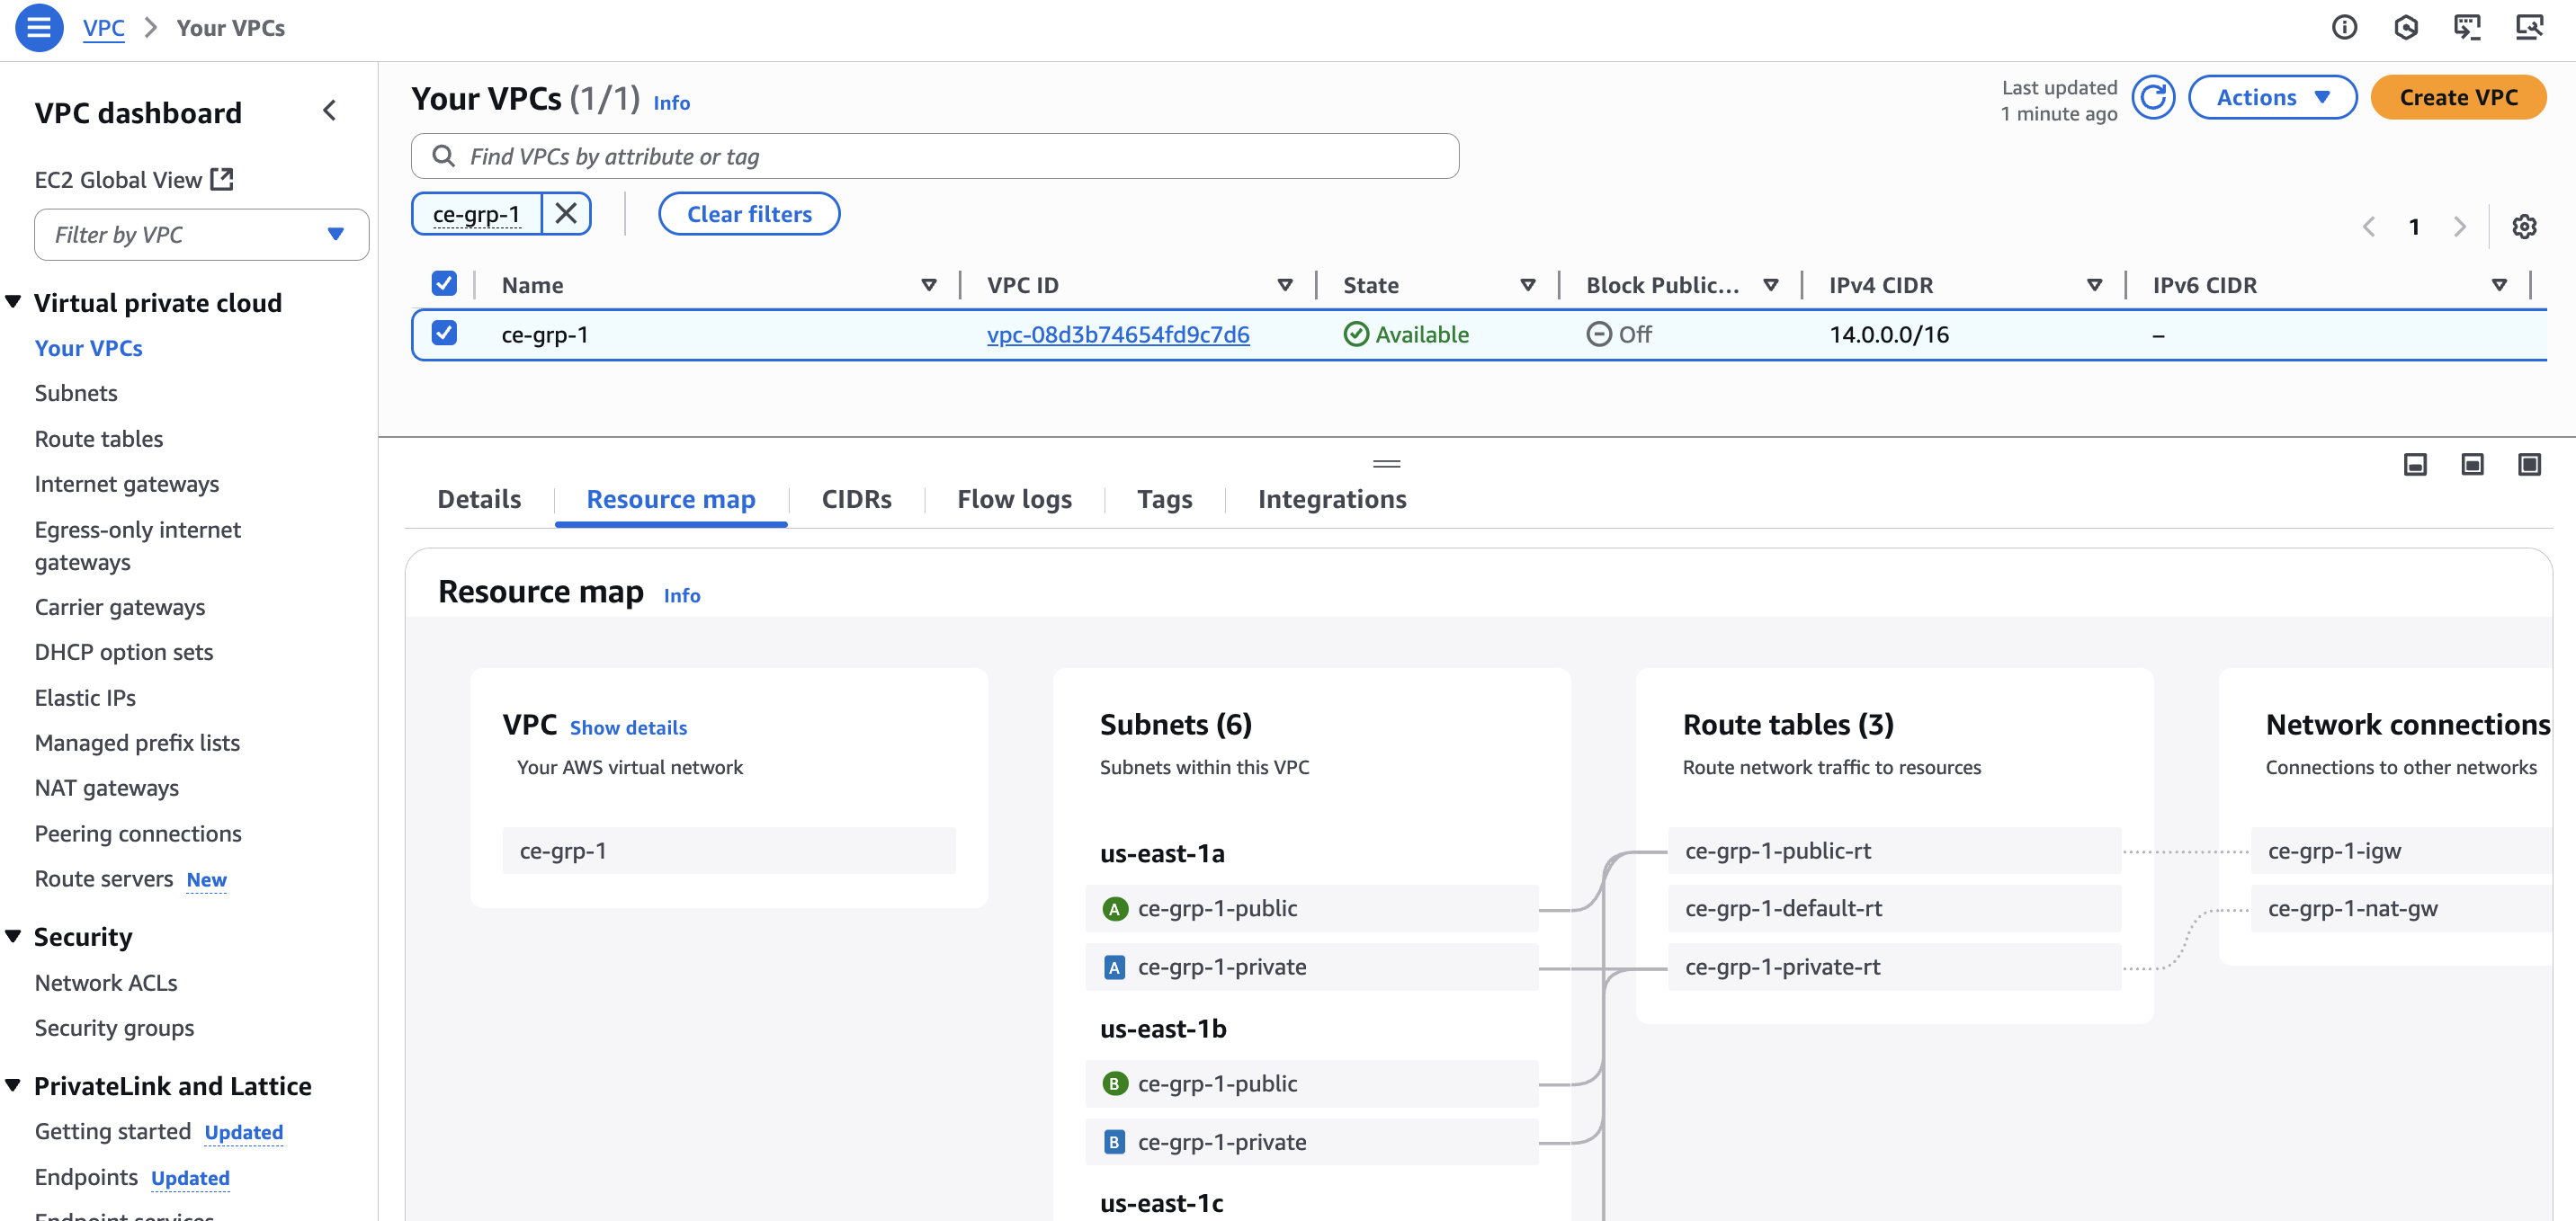 VPC > Your VPCs
VPC dashboard
EC2 Global View
Filter by VPC
Virtual private cloud
Your VPCs
Subnets
Route tables
Internet gateways
Egress-only internet
gateways
Carrier gateways
DHCP option sets
Elastic IPs
Managed prefix lists
NAT gateways
Peering connections
Route servers New
Security
Network ACLs
Security groups
PrivateLink and Lattice
Getting started Updated
Endpoints Updated
Endpoint services
Your VPCs (1/1) Info
Last updated
1 minute ago
Actions
Create VPC
Find VPCs by attribute or tag
ce-grp-1
Clear filters
1
Name VPC ID State Block Public... IPv4 CIDR IPv6 CIDR
ce-grp-1 vpc-08d3b74654fd9c7d6 Available Off 14.0.0.0/16 –
Details Resource map CIDRs Flow logs Tags Integrations
Resource map Info
VPC Show details
Your AWS virtual network
ce-grp-1
Subnets (6)
Subnets within this VPC
us-east-1a
A ce-grp-1-public
A ce-grp-1-private
us-east-1b
B ce-grp-1-public
B ce-grp-1-private
us-east-1c
Route tables (3)
Route network traffic to resources
ce-grp-1-public-rt
ce-grp-1-default-rt
ce-grp-1-private-rt
Network connections
Connections to other networks
ce-grp-1-igw
ce-grp-1-nat-gw